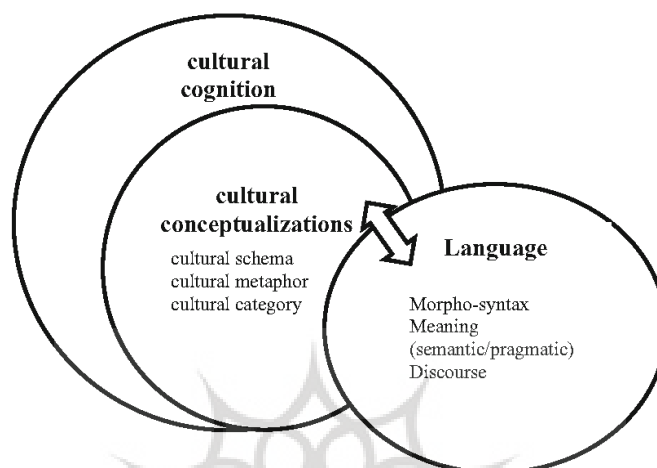 cultural
cognition
cultural
conceptualizations
cultural schema
cultural metaphor
cultural category
Language
Morpho-syntax
Meaning
(semantic/pragmatic)
Discourse